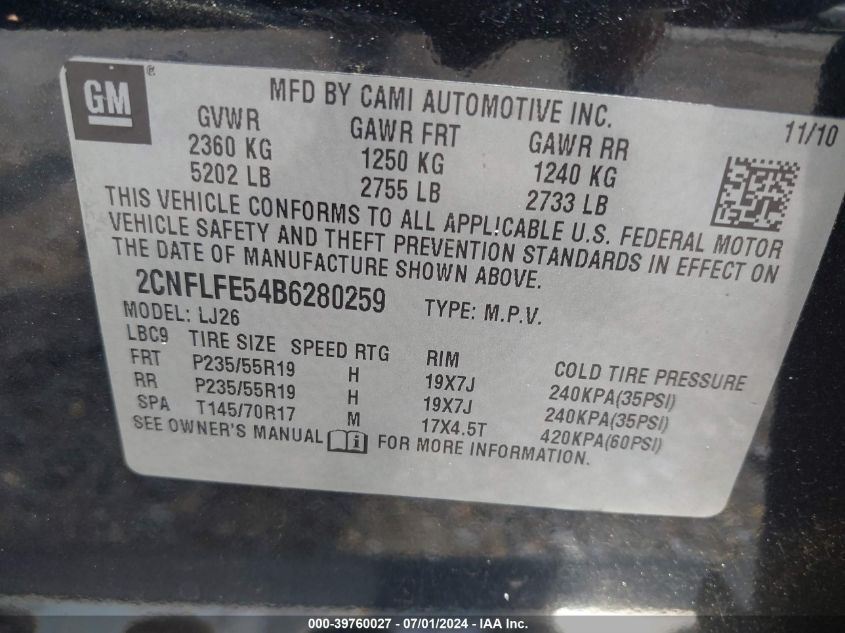 GM ®
MFD BY CAMI AUTOMOTIVE INC.
11/10
GVWR GAWR FRT GAWR RR
2360 KG 1250 KG 1240 KG
5202 LB 2755 LB 2733 LB
THIS VEHICLE CONFORMS TO ALL APPLICABLE U.S. FEDERAL MOTOR
VEHICLE SAFETY AND THEFT PREVENTION STANDARDS IN EFFECT ON
THE DATE OF MANUFACTURE SHOWN ABOVE.
2CNFLFE54B6280259 TYPE: M.P.V.
MODEL: LJ26
LBC9 TIRE SIZE SPEED RTG RIM COLD TIRE PRESSURE
FRT P235/55R19 H 19X7J 240KPA(35PSI)
RR P235/55R19 H 19X7J 240KPA(35PSI)
SPA T145/70R17 M 17X4.5T 420KPA(60PSI)
SEE OWNER'S MANUAL i FOR MORE INFORMATION.
000-39760027 - 07/01/2024 - IAA Inc.